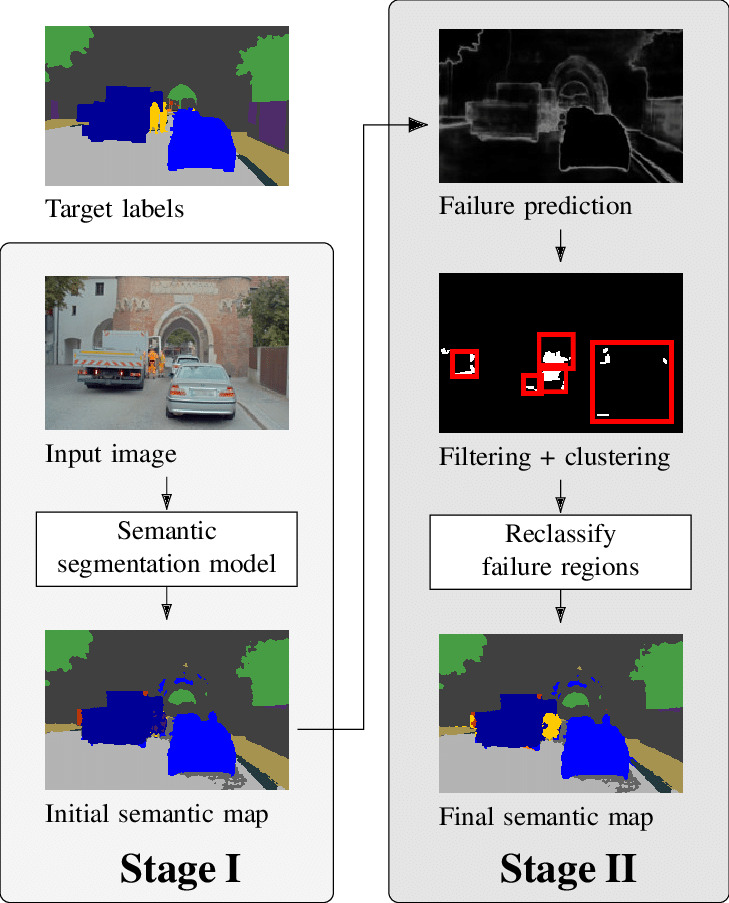 Target labels
Input image
Semantic
segmentation model
Initial semantic map
Stage I
Failure prediction
Filtering + clustering
Reclassify
failure regions
Final semantic map
Stage II